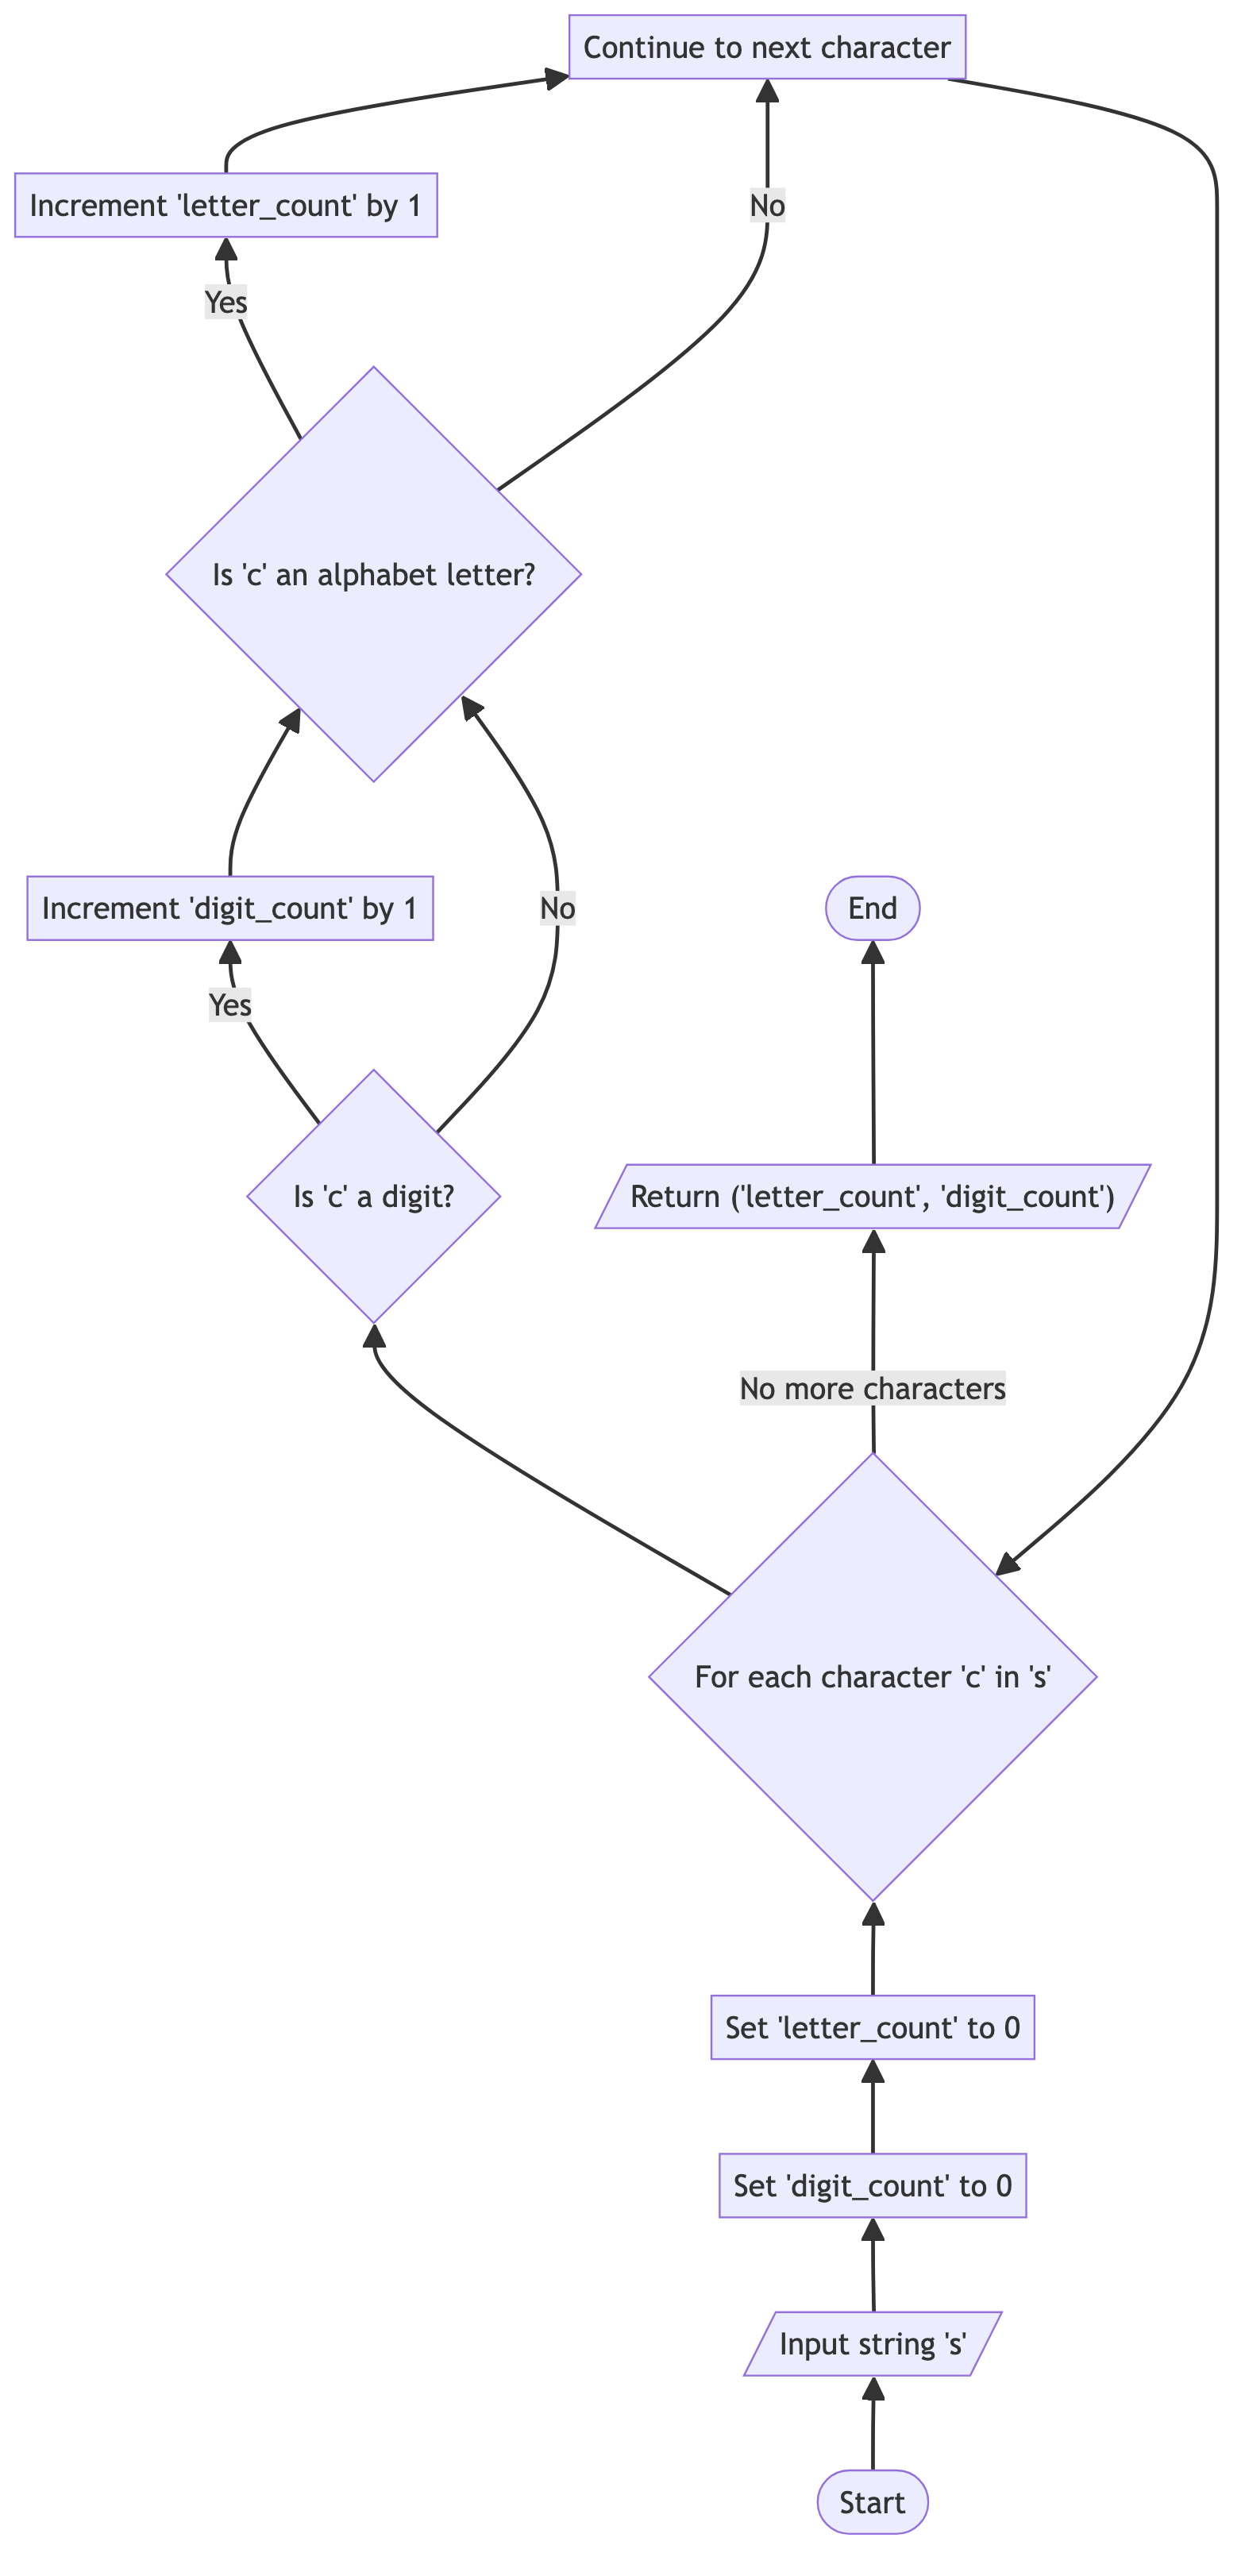 Continue to next character
Increment 'letter_count' by 1
No
Yes
Is 'c' an alphabet letter?
Increment 'digit_count' by 1
No
End
Yes
Is 'c' a digit?
Return ('letter_count', 'digit_count')
No more characters
For each character 'c' in 's'
Set 'letter_count' to 0
Set 'digit_count' to 0
Input string 's'
Start